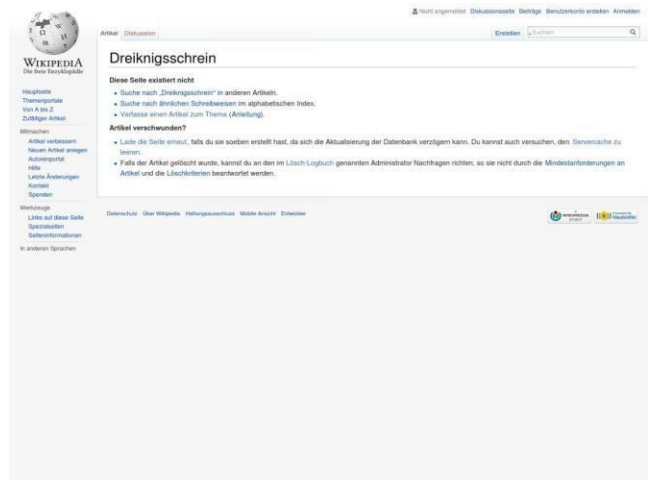 Nicht angemeldet Diskussionsseite Beiträge Benutzerkonto erstellen Anmelden
WIKIPEDIA
Die freie Enzyklopädie
Artikel Diskussion
Erstellen Suchen
Dreiknigsschrein
Diese Seite existiert nicht
Suche nach „Dreiknigsschrein“ in anderen Artikeln.
Suche nach ähnlichen Schreibweisen im alphabetischen Index.
Verfasse einen Artikel zum Thema (Anleitung).
Artikel verschwunden?
Lade die Seite erneut, falls du sie soeben erstellt hast, da sich die Aktualisierung der Datenbank verzögern kann. Du kannst auch versuchen, den Servercache zu
leeren.
Falls der Artikel gelöscht wurde, kannst du an den im Lösch-Logbuch genannten Administrator Nachfragen richten, so sie nicht durch die Mindestanforderungen an
Artikel und die Löschkriterien beantwortet werden.
Hauptseite
Themenportale
Von A bis Z
Zufälliger Artikel
Mitmachen
Artikel verbessern
Neuen Artikel anlegen
Autorenportal
Hilfe
Letzte Änderungen
Kontakt
Spenden
Werkzeuge
Links auf diese Seite
Spezialseiten
Seiteninformationen
In anderen Sprachen
Datenschutz Über Wikipedia Haftungsausschluss Mobile Ansicht Entwickler
WIKIMEDIA
project
MediaWiki